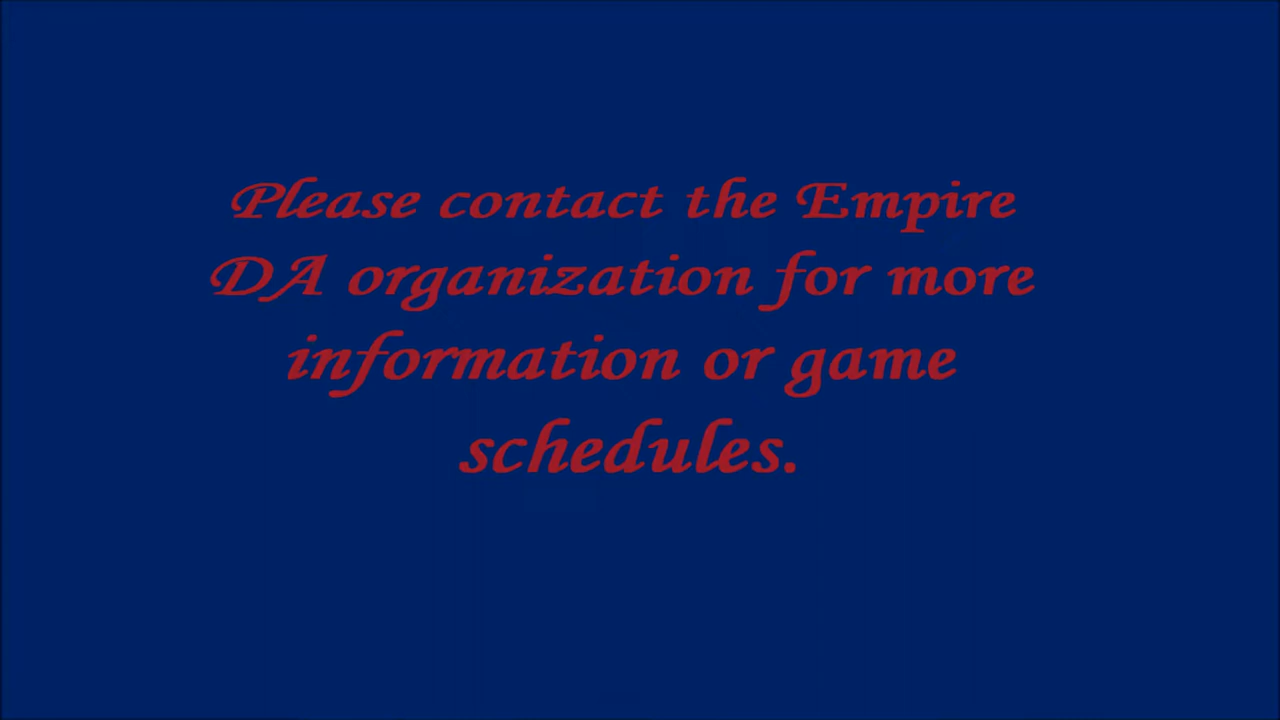 Please contact the Empire
DA organization for more
information or game
schedules.